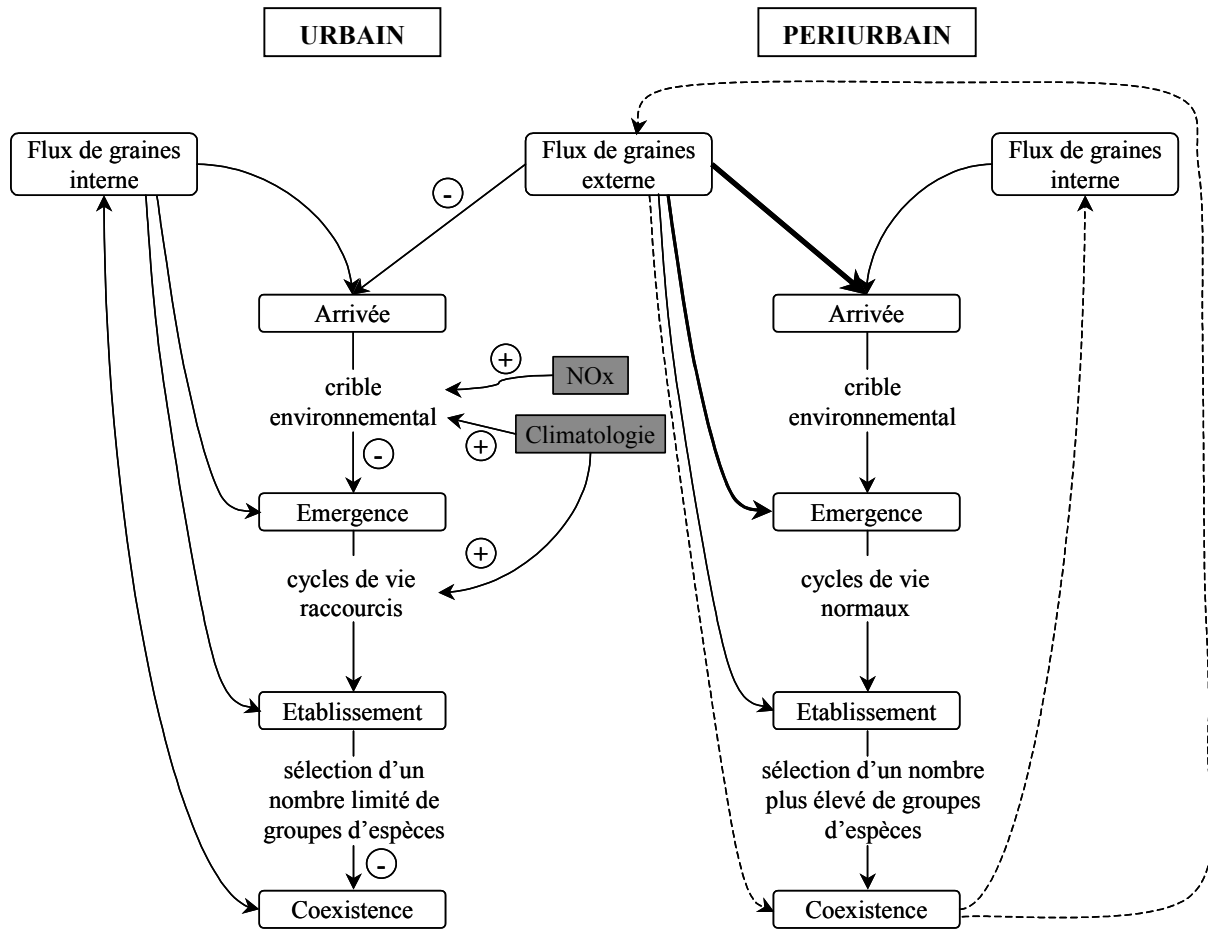 URBAIN
PERIURBAIN
Flux de graines
interne
Flux de graines
externe
Flux de graines
interne
-
Arrivée
Arrivée
+
NOx
crible
environnemental
crible
environnemental
Climatologie
+
-
Emergence
Emergence
+
cycles de vie
raccourcis
cycles de vie
normaux
Etablissement
Etablissement
sélection d'un
nombre limité de
groupes d'espèces
sélection d'un nombre
plus élevé de groupes
d'espèces
-
Coexistence
Coexistence